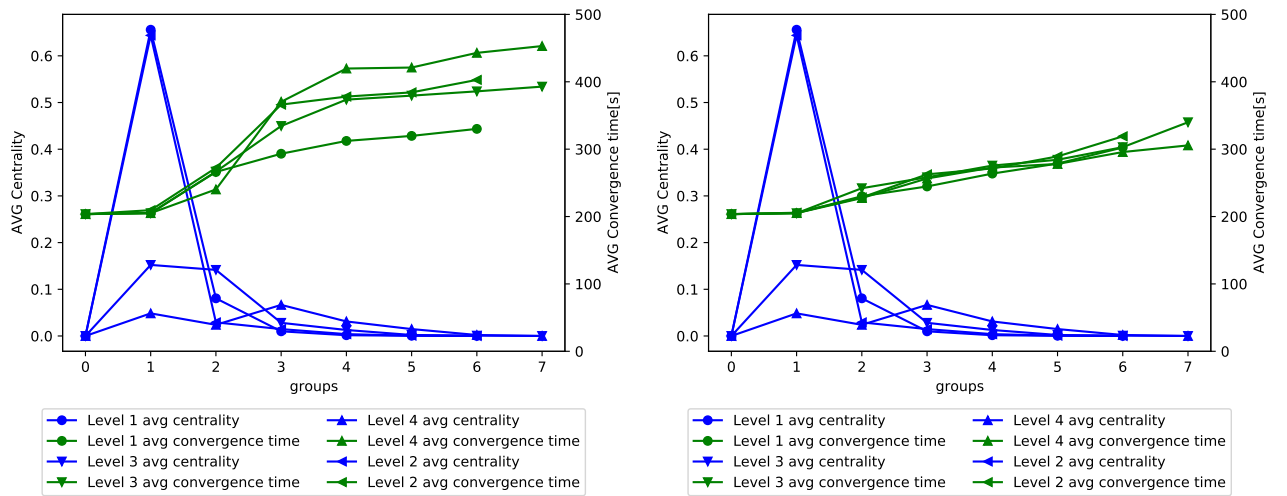 500
0.6
400
0.5
300
0.4
0.3
200
0.2
0.1
100
0.0
0
0 1 2 3 4 5 6 7
AVG Centrality
AVG Convergence time[s]
groups
Level 1 avg centrality
Level 1 avg convergence time
Level 3 avg centrality
Level 3 avg convergence time
Level 4 avg centrality
Level 4 avg convergence time
Level 2 avg centrality
Level 2 avg convergence time
500
0.6
400
0.5
300
0.4
0.3
200
0.2
0.1
100
0.0
0
0 1 2 3 4 5 6 7
AVG Centrality
AVG Convergence time[s]
groups
Level 1 avg centrality
Level 1 avg convergence time
Level 3 avg centrality
Level 3 avg convergence time
Level 4 avg centrality
Level 4 avg convergence time
Level 2 avg centrality
Level 2 avg convergence time